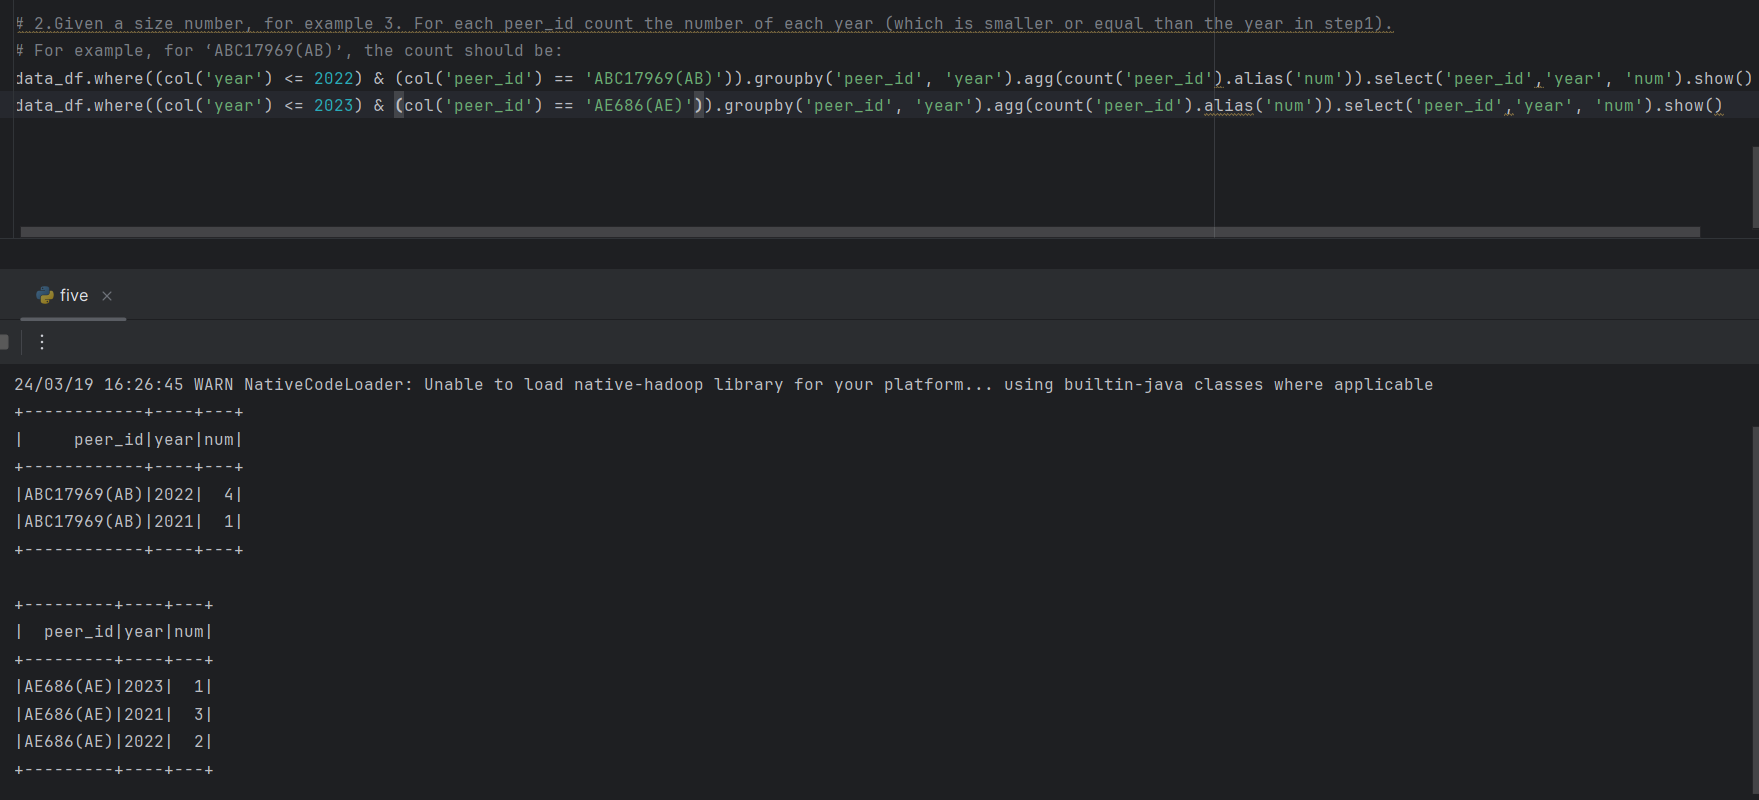 # 2.Given a size number, for example 3. For each peer_id count the number of each year (which is smaller or equal than the year in step1).
# For example, for ‘ABC17969(AB)’, the count should be:
data_df.where((col('year') <= 2022) & (col('peer_id') == 'ABC17969(AB)')).groupby('peer_id', 'year').agg(count('peer_id').alias('num')).select('peer_id','year', 'num').show()
data_df.where((col('year') <= 2023) & (col('peer_id') == 'AE686(AE)')).groupby('peer_id', 'year').agg(count('peer_id').alias('num')).select('peer_id','year', 'num').show()
five ×
24/03/19 16:26:45 WARN NativeCodeLoader: Unable to load native-hadoop library for your platform... using builtin-java classes where applicable
+------------+----+---+
|     peer_id|year|num|
+------------+----+---+
|ABC17969(AB)|2022|  4|
|ABC17969(AB)|2021|  1|
+------------+----+---+
+---------+----+---+
|  peer_id|year|num|
+---------+----+---+
|AE686(AE)|2023|  1|
|AE686(AE)|2021|  3|
|AE686(AE)|2022|  2|
+---------+----+---+